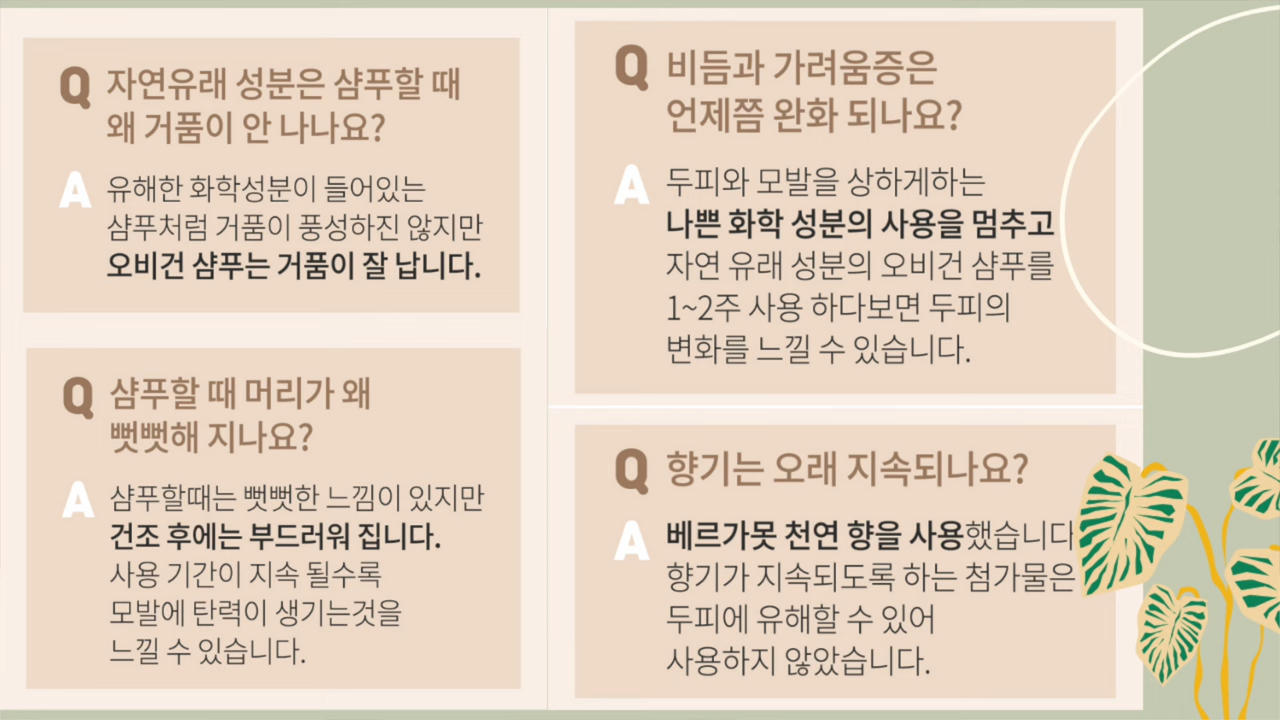 Q 자연유래 성분은 샴푸할 때
왜 거품이 안 나나요?
A 유해한 화학성분이 들어있는
샴푸처럼 거품이 풍성하진 않지만
오비건 샴푸는 거품이 잘 납니다.
Q 샴푸할 때 머리가 왜
뻣뻣해 지나요?
A 샴푸할때는 뻣뻣한 느낌이 있지만
건조 후에는 부드러워 집니다.
사용 기간이 지속 될수록
모발에 탄력이 생기는것을
느낄 수 있습니다.
Q 비듬과 가려움증은
언제쯤 완화 되나요?
A 두피와 모발을 상하게하는
나쁜 화학 성분의 사용을 멈추고
자연 유래 성분의 오비건 샴푸를
1~2주 사용 하다보면 두피의
변화를 느낄 수 있습니다.
Q 향기는 오래 지속되나요?
A 베르가못 천연 향을 사용했습니다
향기가 지속되도록 하는 첨가물은
두피에 유해할 수 있어
사용하지 않았습니다.